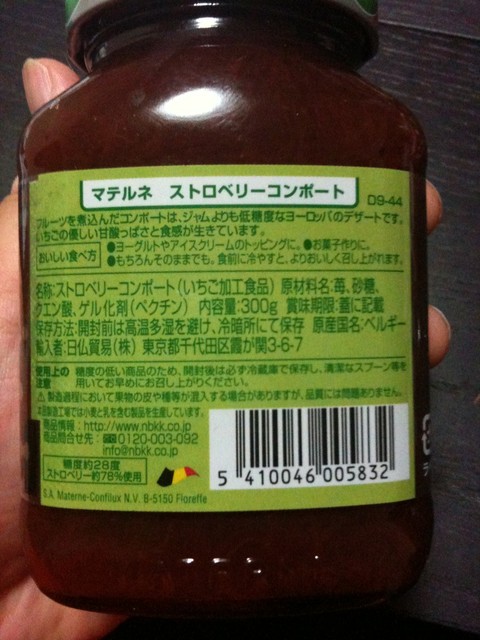 マテルネ ストロベリーコンポート
D9-44
フルーツを煮込んだコンポートは、ジャムよりも低糖度なヨーロッパのデザートです。
いちごの優しい甘酸っぱさと食感が生きています。
おいしい食べ方
●ヨーグルトやアイスクリームのトッピングに。●お菓子作りに。
●もちろんそのままでも。食前に冷やすと、よりおいしく召し上がれます。
名称:ストロベリーコンポート(いちご加工食品) 原材料名:苺、砂糖、
クエン酸、ゲル化剤(ペクチン) 内容量:300g 賞味期限:蓋に記載
保存方法:開封前は高温多湿を避け、冷暗所にて保存 原産国名:ベルギー
輸入者:日仏貿易(株) 東京都千代田区霞が関3-6-7
使用上の注意
糖度の低い商品のため、開封後は必ず冷蔵庫で保存し、清潔なスプーン等を
用いてお早めにお召し上がりください。
⚠製造過程において果物の皮や種等が混入する場合がありますが、品質には問題ありません。
本品製造工場では小麦と乳を含む製品を生産しています。
商品情報:http://www.nbkk.co.jp
商品問合せ先:0120-003-092
info@nbkk.co.jp
糖度約28度
ストロベリー約78%使用
5 410046 005832
S.A. Materne-Confilux N.V. B-5150 Floreffe